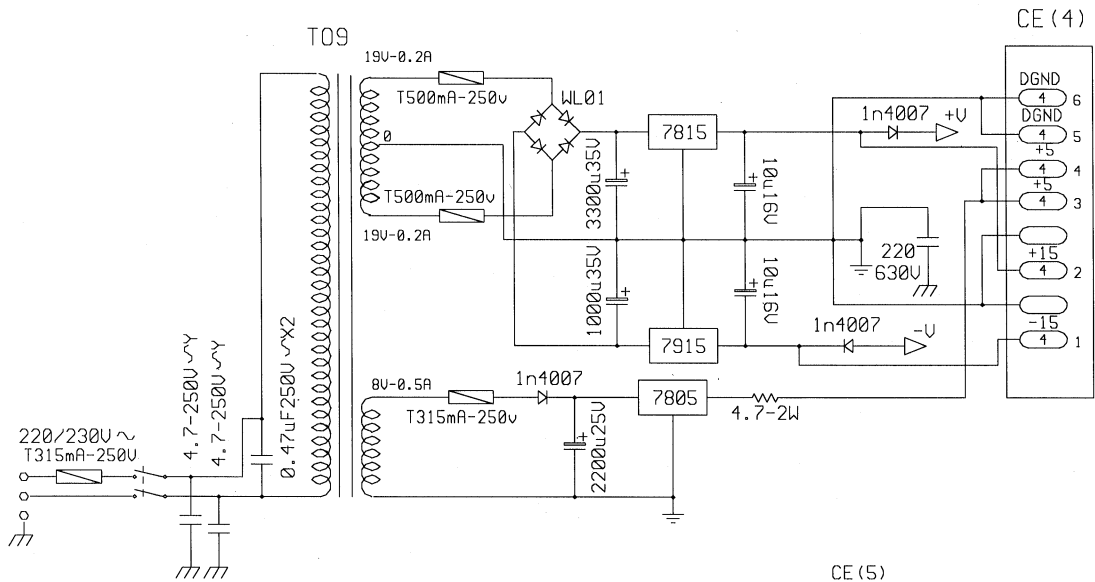 CE(4)
T09
19V-0.2A
T500mA-250v
WL01
0
T500mA-250v
19V-0.2A
3300u35V
+
7815
10u16V
+
1n4007
+V
DGND
4
6
DGND
4
5
+5
4
4
+5
4
3
+15
4
2
-15
4
1
220
630V
1000u35V
+
7915
10u16V
+
1n4007
-V
8V-0.5A
T315mA-250v
1n4007
2200u25V
+
7805
4.7-2W
220/230V ~
T315mA-250V
4.7-250V ~Y
4.7-250V ~Y
0.47uF250V ~X2
CE(5)